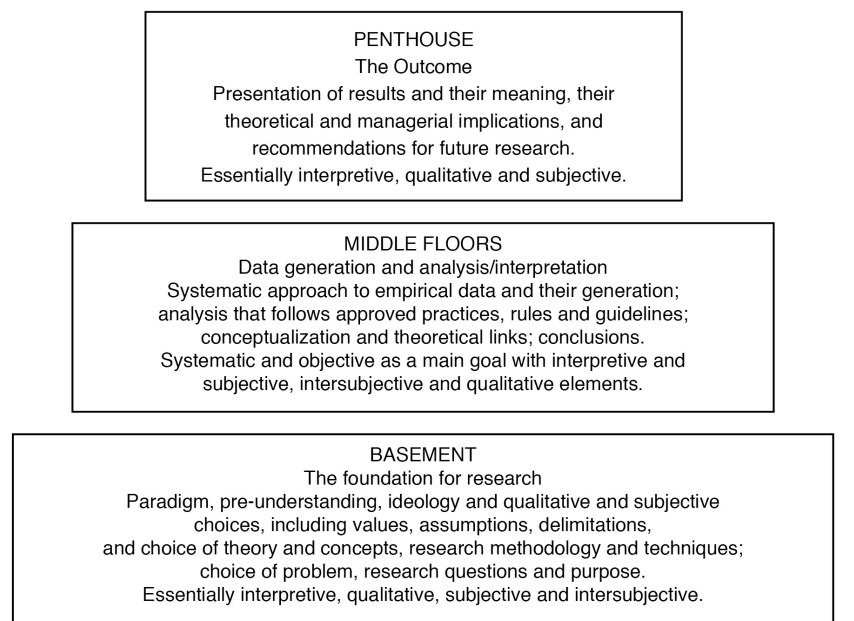 PENTHOUSE
The Outcome
Presentation of results and their meaning, their
theoretical and managerial implications, and
recommendations for future research.
Essentially interpretive, qualitative and subjective.
MIDDLE FLOORS
Data generation and analysis/interpretation
Systematic approach to empirical data and their generation;
analysis that follows approved practices, rules and guidelines;
conceptualization and theoretical links; conclusions.
Systematic and objective as a main goal with interpretive and
subjective, intersubjective and qualitative elements.
BASEMENT
The foundation for research
Paradigm, pre-understanding, ideology and qualitative and subjective
choices, including values, assumptions, delimitations,
and choice of theory and concepts, research methodology and techniques;
choice of problem, research questions and purpose.
Essentially interpretive, qualitative, subjective and intersubjective.